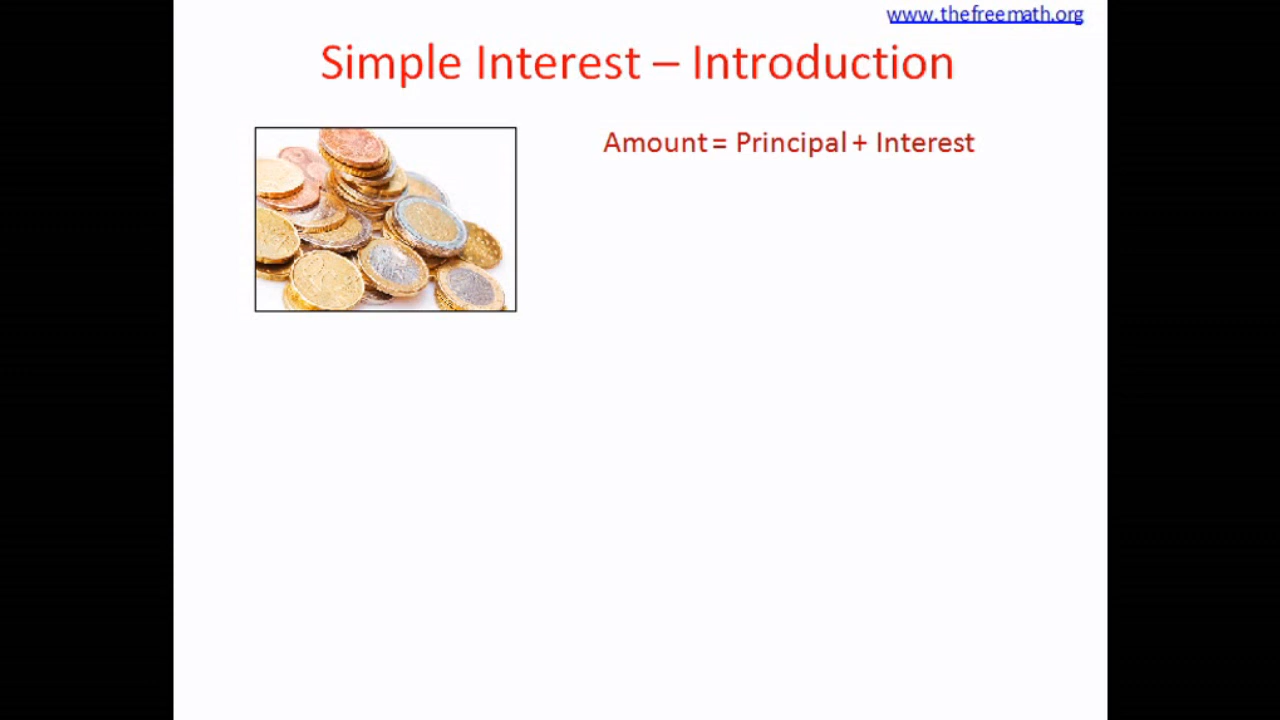 www.thefreemath.org
Simple Interest – Introduction
Amount = Principal + Interest